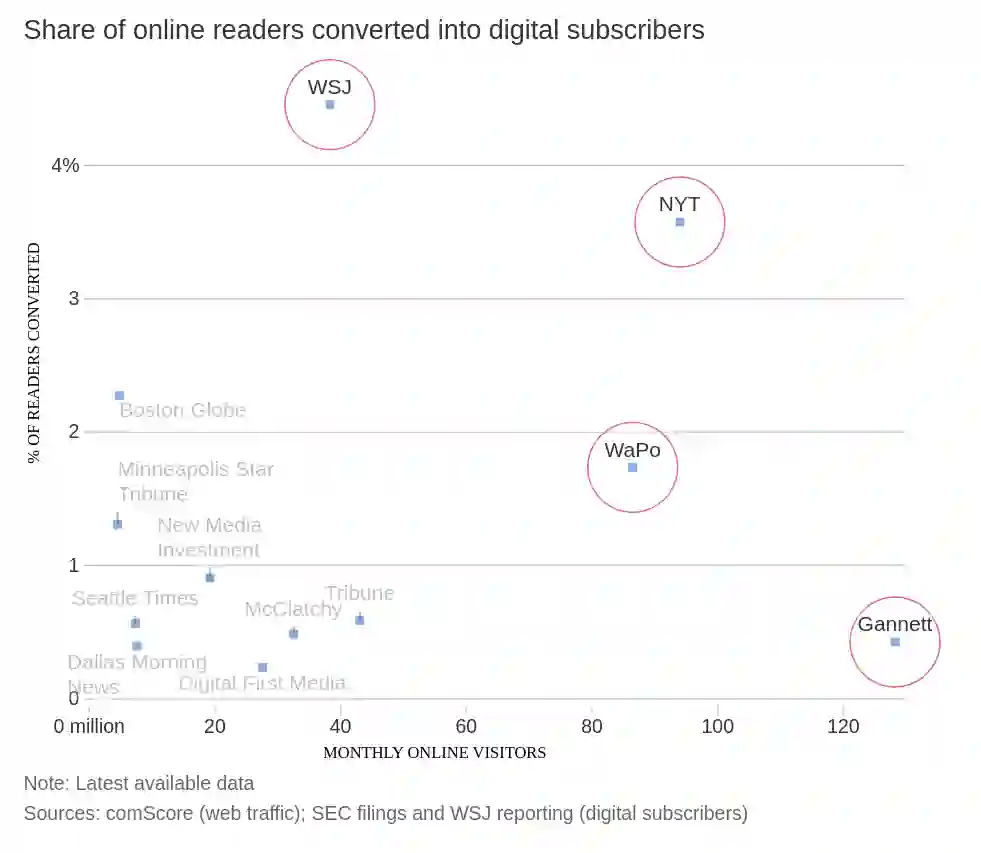 Share of online readers converted into digital subscribers
WSJ
4%
NYT
3
% OF READERS CONVERTED
Boston Globe
2
WaPo
Minneapolis Star
Tribune
New Media
Investment
1
Seattle Times
McClatchy
Tribune
Gannett
Dallas Morning
News
Digital First Media
0
0 million 20 40 60 80 100 120
MONTHLY ONLINE VISITORS
Note: Latest available data
Sources: comScore (web traffic); SEC filings and WSJ reporting (digital subscribers)